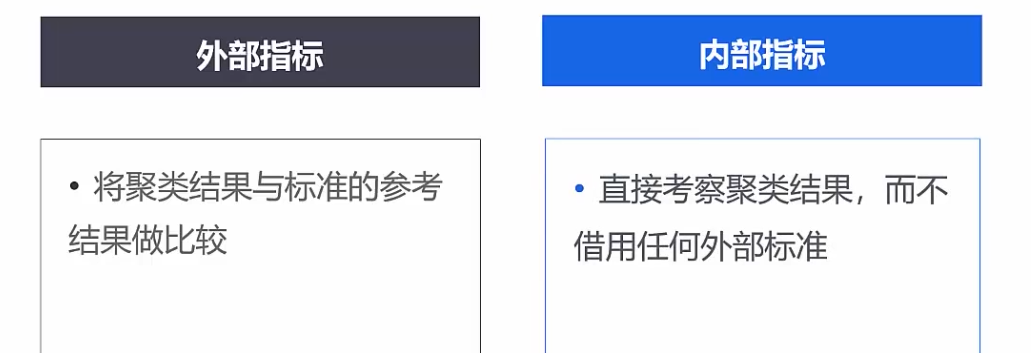 外部指标
内部指标
• 将聚类结果与标准的参考
结果做比较
• 直接考察聚类结果，而不
借用任何外部标准